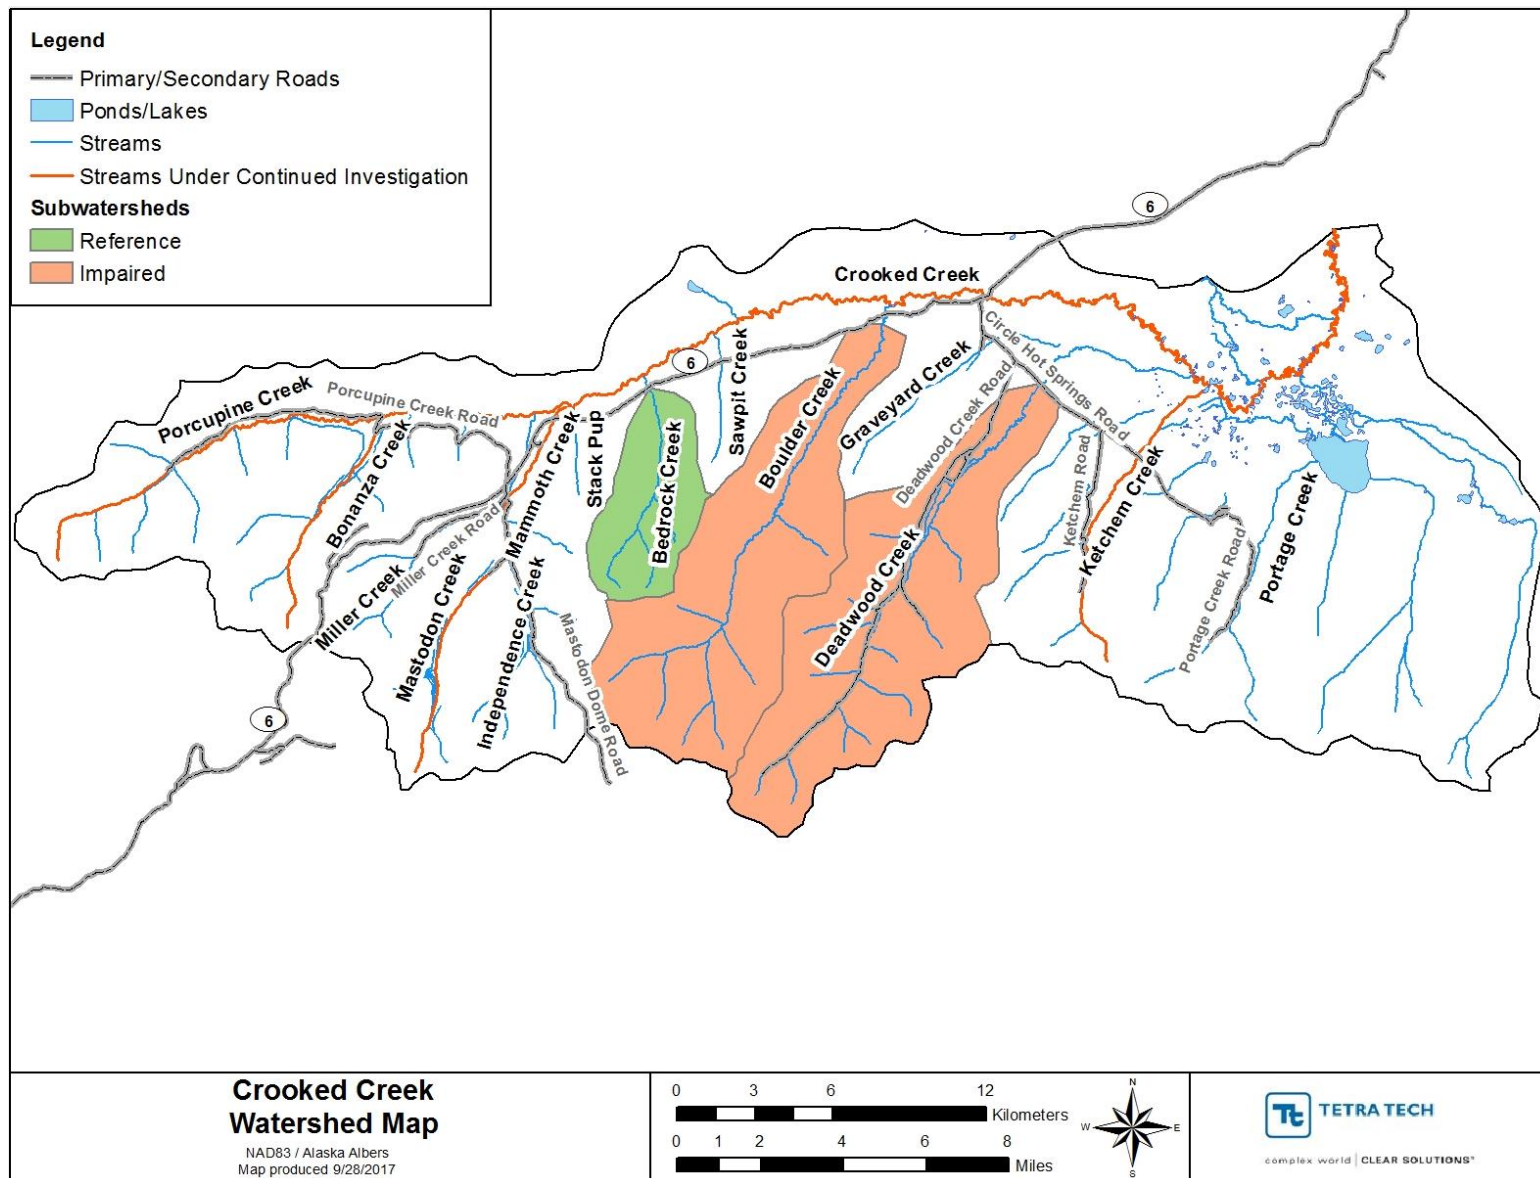 Legend
Primary/Secondary Roads
Ponds/Lakes
Streams
Streams Under Continued Investigation
Subwatersheds
Reference
Impaired
6
Crooked Creek
Circle Hot Springs Road
6
Porcupine Creek
Porcupine Creek Road
Bonanza Creek
Mammoth Creek
Stack Pup
Bedrock Creek
Sawpit Creek
Boulder Creek
Graveyard Creek
Deadwood Creek Road
Deadwood Creek
Ketchem Road
Ketchem Creek
Portage Creek Road
Portage Creek
Miller Creek
Miller Creek Road
Mastodon Creek
Independence Creek
Mastodon Dome Road
6
Crooked Creek
Watershed Map
NAD83 / Alaska Albers
Map produced 9/28/2017
0 3 6 12
Kilometers
0 1 2 4 6 8
Miles
N
W E
S
Tt TETRA TECH
complex world | CLEAR SOLUTIONS™